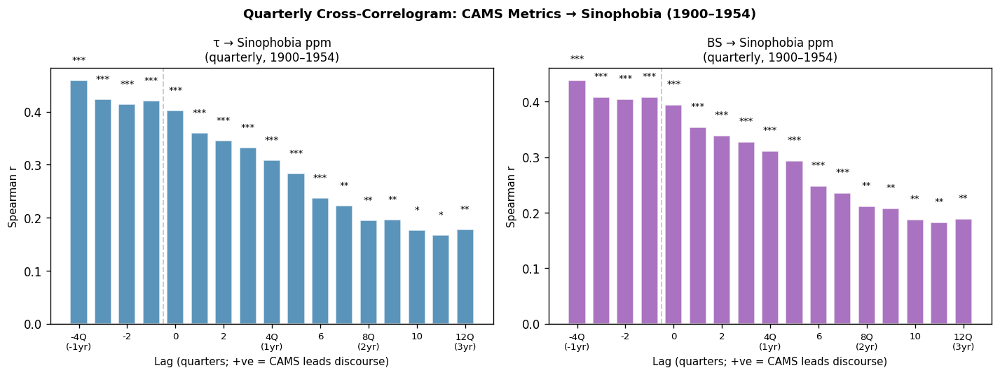 Quarterly Cross-Correlogram: CAMS Metrics → Sinophobia (1900–1954)
τ → Sinophobia ppm
(quarterly, 1900–1954)
***
***
***
***
***
***
***
***
***
***
***
**
**
**
*
*
**
0.4
0.3
0.2
0.1
0.0
Spearman r
-4Q
(-1yr)
-2
0
2
4Q
(1yr)
6
8Q
(2yr)
10
12Q
(3yr)
Lag (quarters; +ve = CAMS leads discourse)
BS → Sinophobia ppm
(quarterly, 1900–1954)
***
***
***
***
***
***
***
***
***
***
***
***
**
**
**
**
**
0.4
0.3
0.2
0.1
0.0
Spearman r
-4Q
(-1yr)
-2
0
2
4Q
(1yr)
6
8Q
(2yr)
10
12Q
(3yr)
Lag (quarters; +ve = CAMS leads discourse)